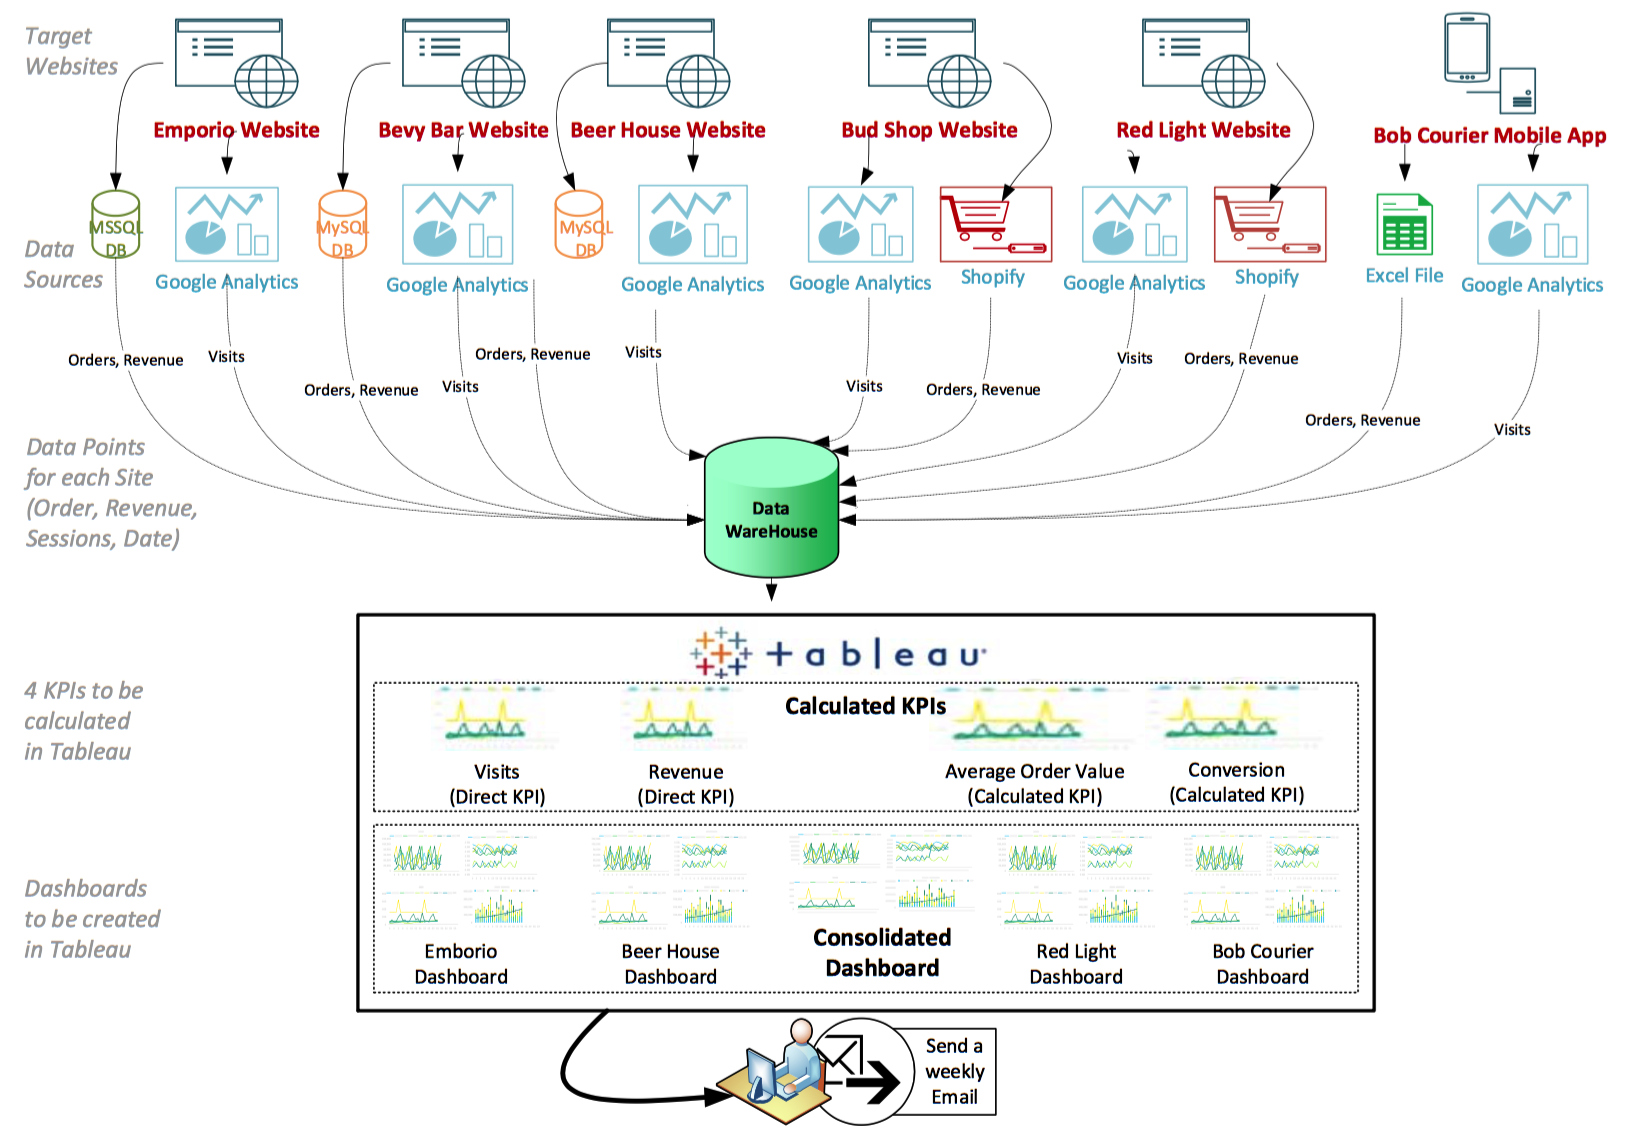 Target
Websites
Emporio Website
Bevy Bar Website
Beer House Website
Bud Shop Website
Red Light Website
Bob Courier Mobile App
Data
Sources
MSSQL
DB
Google Analytics
MySQL
DB
Google Analytics
MySQL
DB
Google Analytics
Google Analytics
Shopify
Google Analytics
Shopify
Excel File
Google Analytics
Orders, Revenue
Visits
Orders, Revenue
Visits
Orders, Revenue
Visits
Visits
Orders, Revenue
Visits
Orders, Revenue
Orders, Revenue
Visits
Data Points
for each Site
(Order, Revenue,
Sessions, Date)
Data
WareHouse
+ableau
4 KPIs to be
calculated
in Tableau
Calculated KPIs
Visits
(Direct KPI)
Revenue
(Direct KPI)
Average Order Value
(Calculated KPI)
Conversion
(Calculated KPI)
Dashboards
to be created
in Tableau
Emborio
Dashboard
Beer House
Dashboard
Consolidated
Dashboard
Red Light
Dashboard
Bob Courier
Dashboard
Send a
weekly
Email